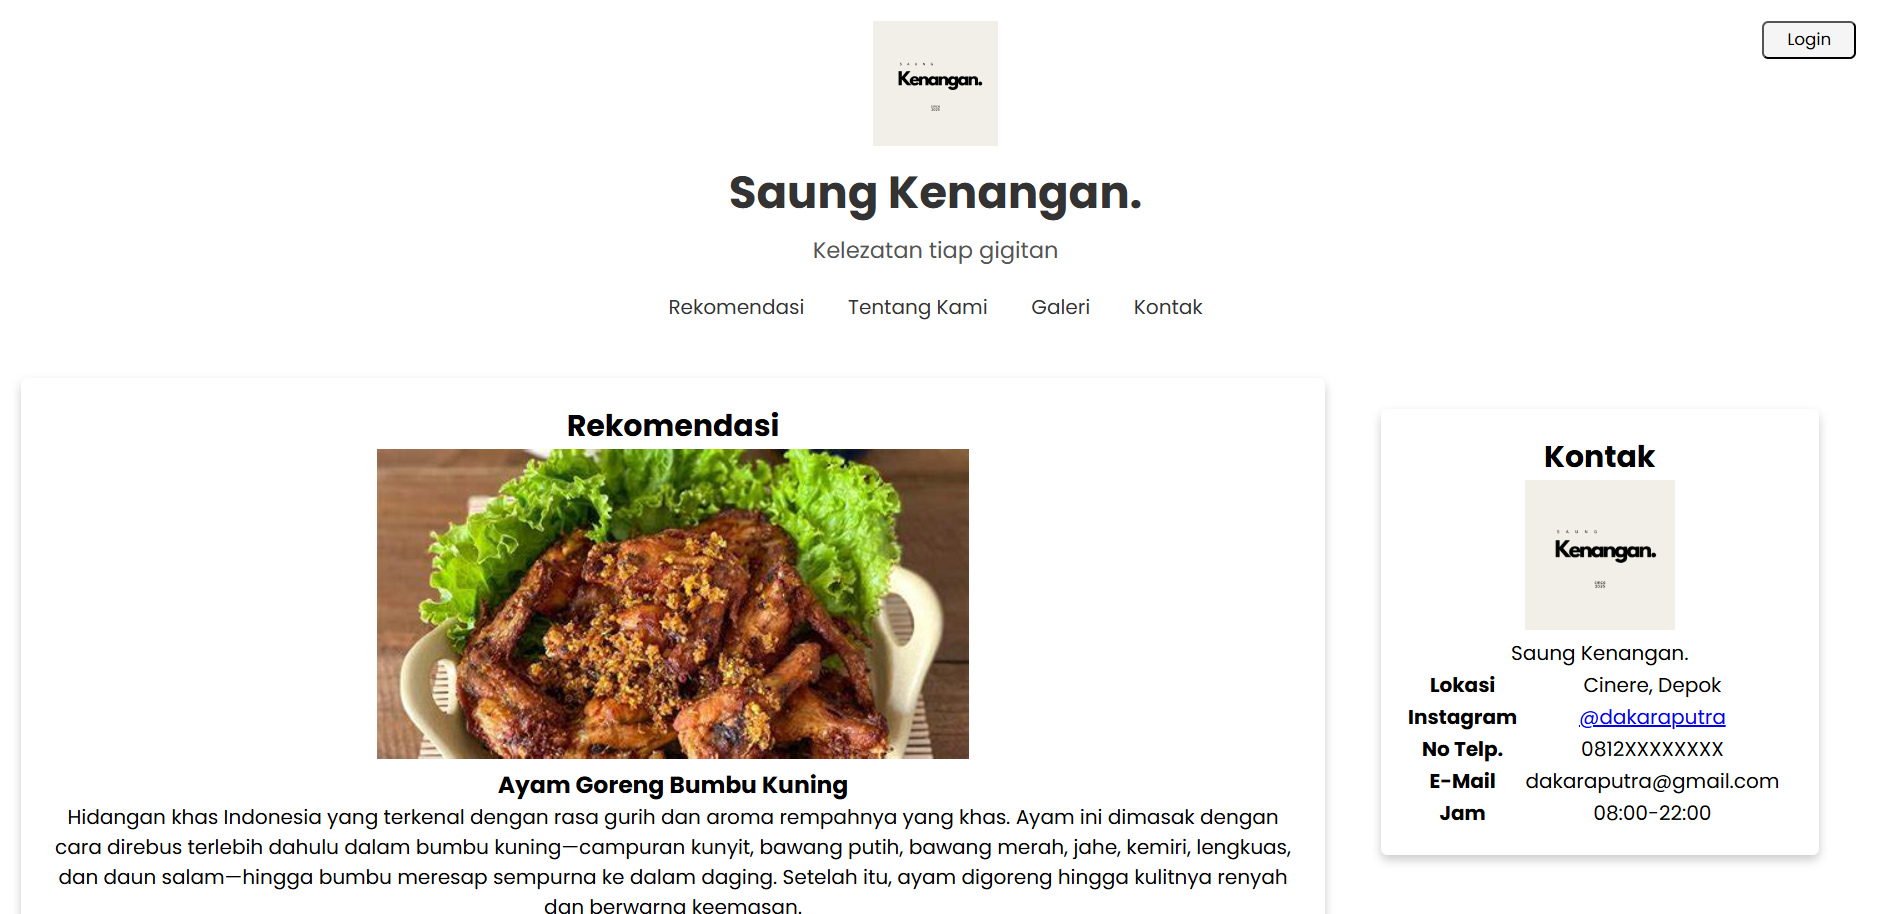 Login
S A U N G
Kenangan.
SINCE
2025
Saung Kenangan.
Kelezatan tiap gigitan
Rekomendasi Tentang Kami Galeri Kontak
Rekomendasi
Ayam Goreng Bumbu Kuning
Hidangan khas Indonesia yang terkenal dengan rasa gurih dan aroma rempahnya yang khas. Ayam ini dimasak dengan
cara direbus terlebih dahulu dalam bumbu kuning—campuran kunyit, bawang putih, bawang merah, jahe, kemiri, lengkuas,
dan daun salam—hingga bumbu meresap sempurna ke dalam daging. Setelah itu, ayam digoreng hingga kulitnya renyah
dan berwarna keemasan.
Kontak
S A U N G
Kenangan.
SINCE
2025
Saung Kenangan.
Lokasi Cinere, Depok
Instagram @dakaraputra
No Telp. 0812XXXXXXXX
E-Mail dakaraputra@gmail.com
Jam 08:00-22:00